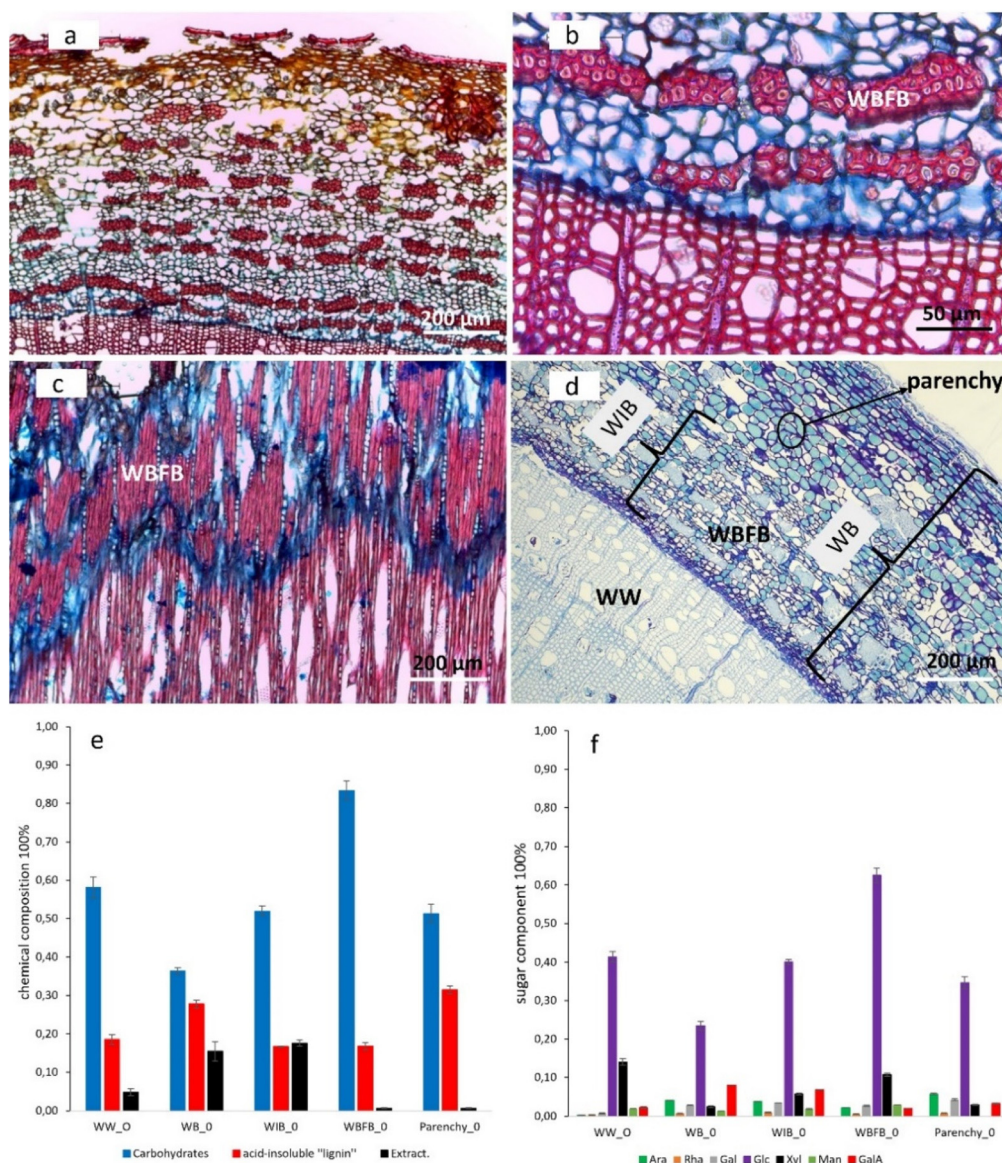 a
200 µm
b
WBFB
50 µm
c
WBFB
200 µm
d
parenchy
WIB
WBFB
WB
WW
200 µm
e
chemical composition 100%
1,00
0,90
0,80
0,70
0,60
0,50
0,40
0,30
0,20
0,10
0,00
WW_O WB_0 WIB_0 WBFB_0 Parenchy_0
Carbohydrates acid-insoluble "lignin" Extract.
f
sugar component 100%
1,00
0,90
0,80
0,70
0,60
0,50
0,40
0,30
0,20
0,10
0,00
WW_O WB_0 WIB_0 WBFB_0 Parenchy_0
Ara Rha Gal Glc Xyl Man GalA